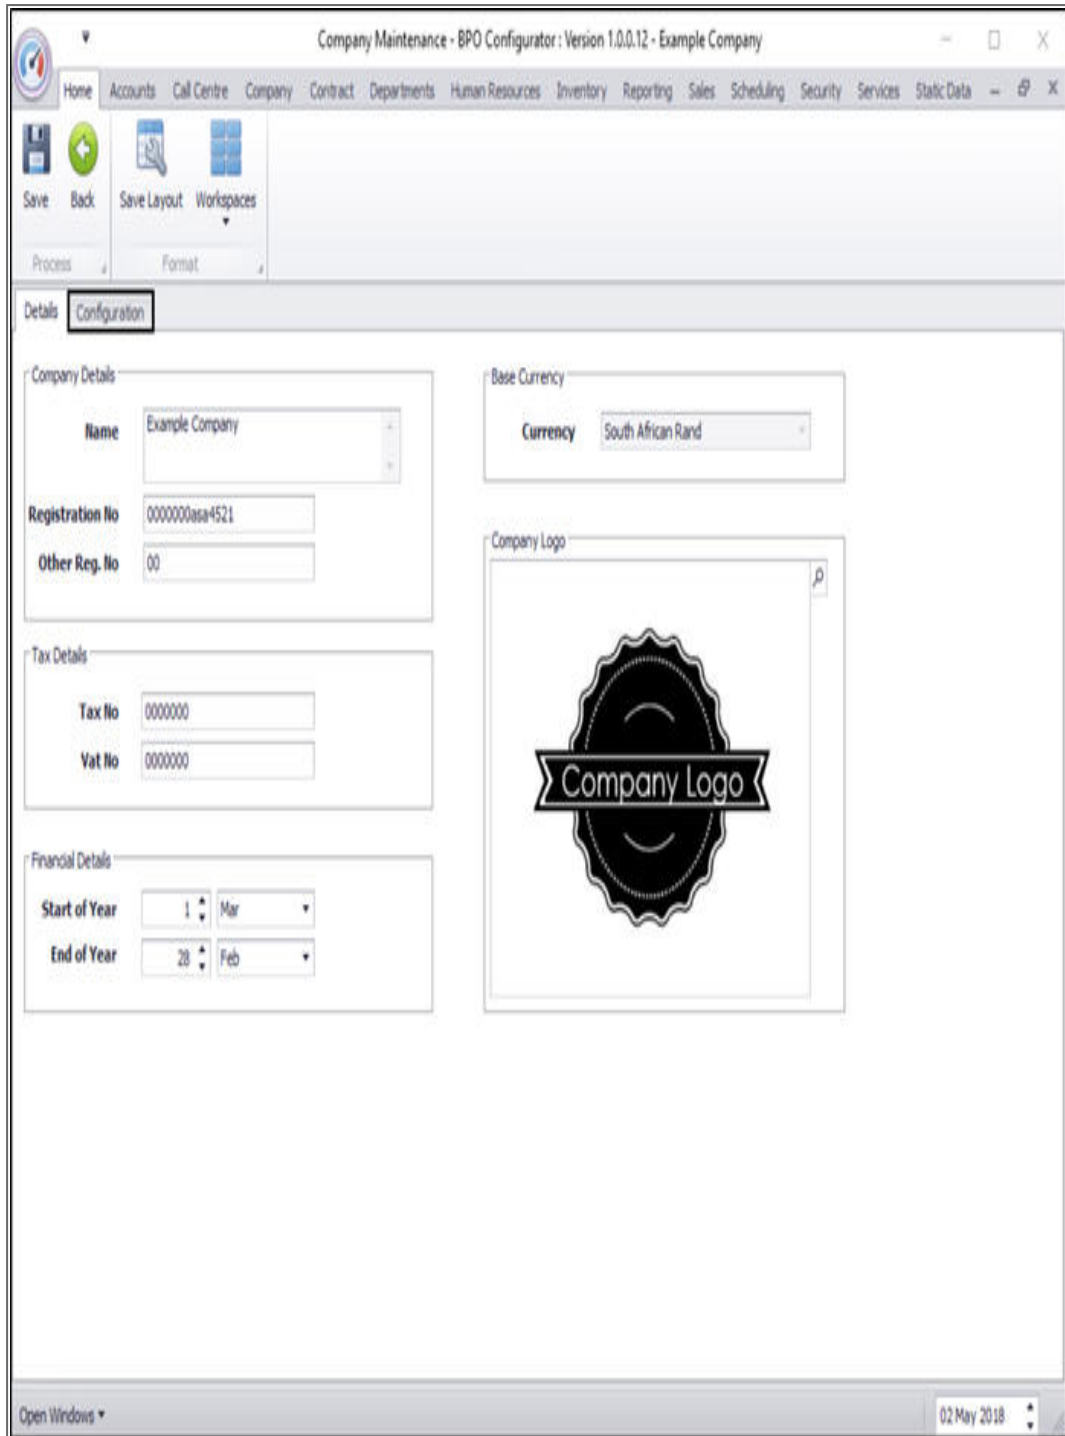 Company Maintenance - BPO Configurator : Version 1.0.0.12 - Example Company
Home Accounts Call Centre Company Contract Departments Human Resources Inventory Reporting Sales Scheduling Security Services Static Data
Save Back Save Layout Workspaces
Process Format
Details Configuration
Company Details
Name Example Company
Registration No 0000000asa4521
Other Reg. No 00
Tax Details
Tax No 0000000
Vat No 0000000
Financial Details
Start of Year 1 Mar
End of Year 28 Feb
Base Currency
Currency South African Rand
Company Logo
Company Logo
Open Windows 02 May 2018